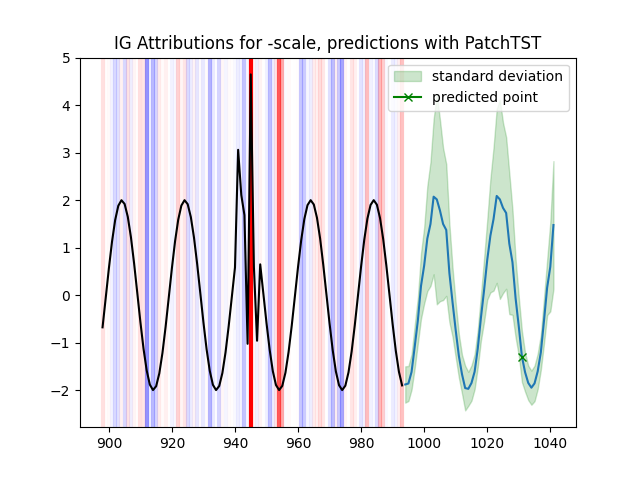 IG Attributions for -scale, predictions with PatchTST
5
4
3
2
1
0
−1
−2
standard deviation
predicted point
900 920 940 960 980 1000 1020 1040